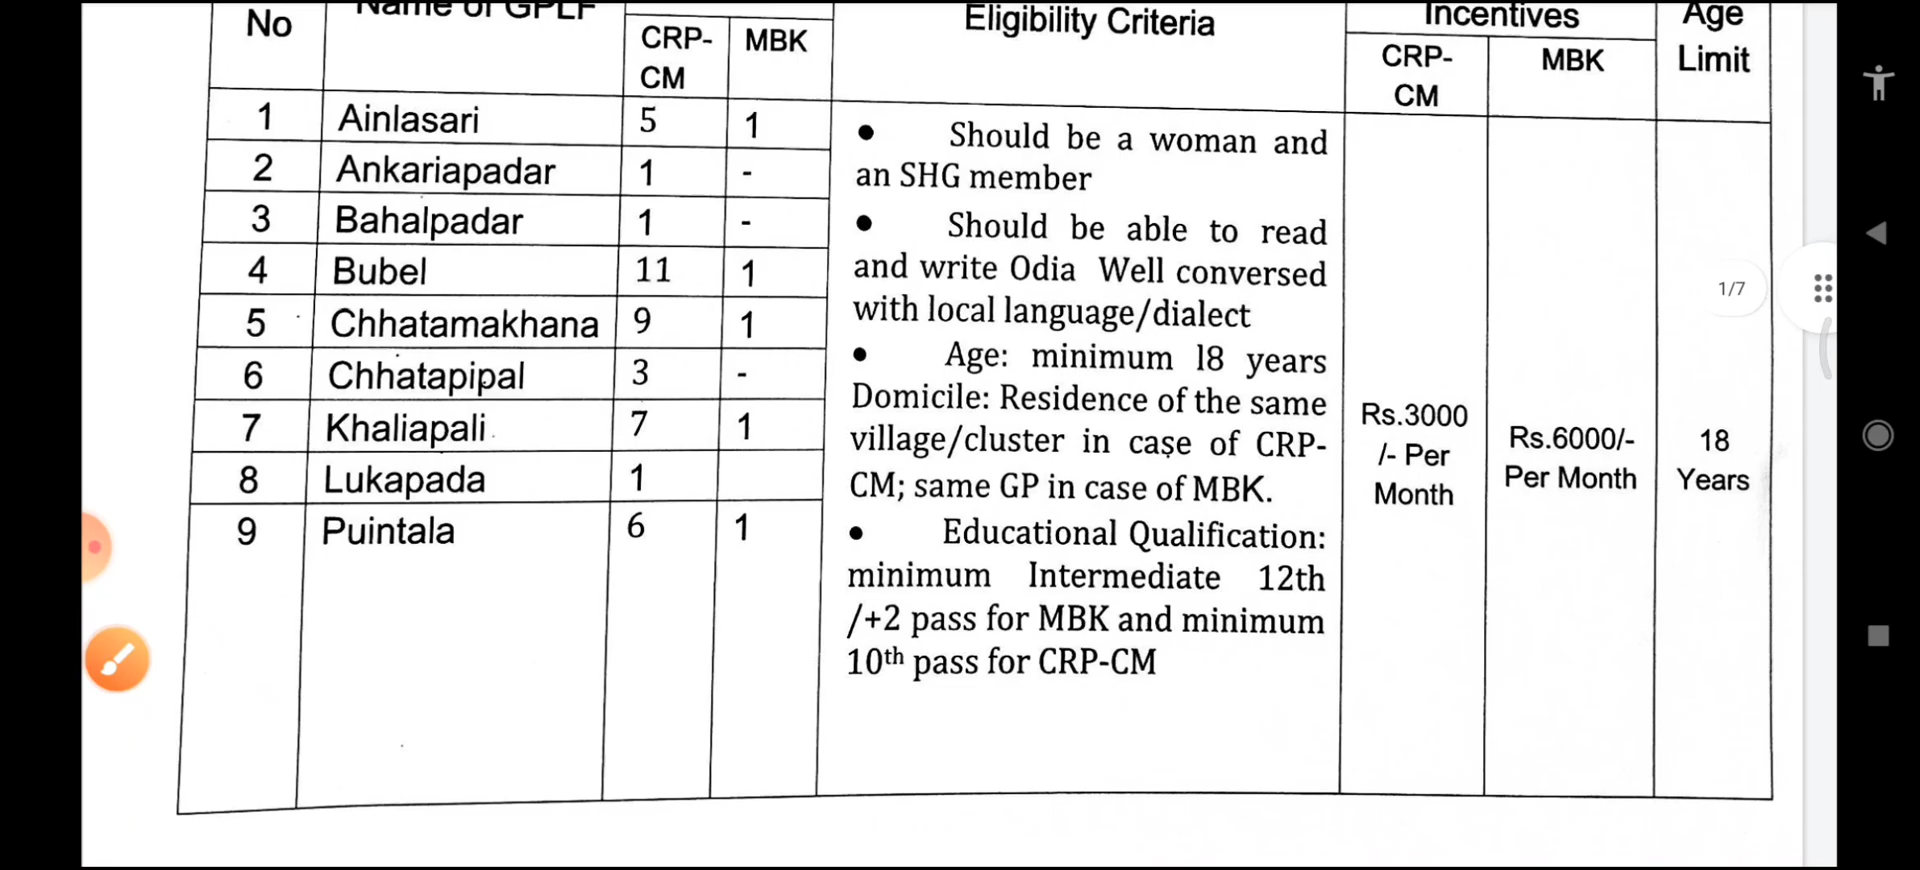 No Name of GPLF Eligibility Criteria Incentives Age Limit
CRP-CM MBK CRP-CM MBK
1 Ainlasari 5 1
2 Ankariapadar 1 -
3 Bahalpadar 1 -
4 Bubel 11 1
5 Chhatamakhana 9 1
6 Chhatapipal 3 -
7 Khaliapali 7 1
8 Lukapada 1
9 Puintala 6 1
• Should be a woman and
an SHG member
• Should be able to read
and write Odia Well conversed
with local language/dialect
• Age: minimum 18 years
Domicile: Residence of the same
village/cluster in case of CRP-
CM; same GP in case of MBK.
• Educational Qualification:
minimum Intermediate 12th
/+2 pass for MBK and minimum
10th pass for CRP-CM
Rs.3000
/- Per
Month
Rs.6000/-
Per Month
18
Years
1/7